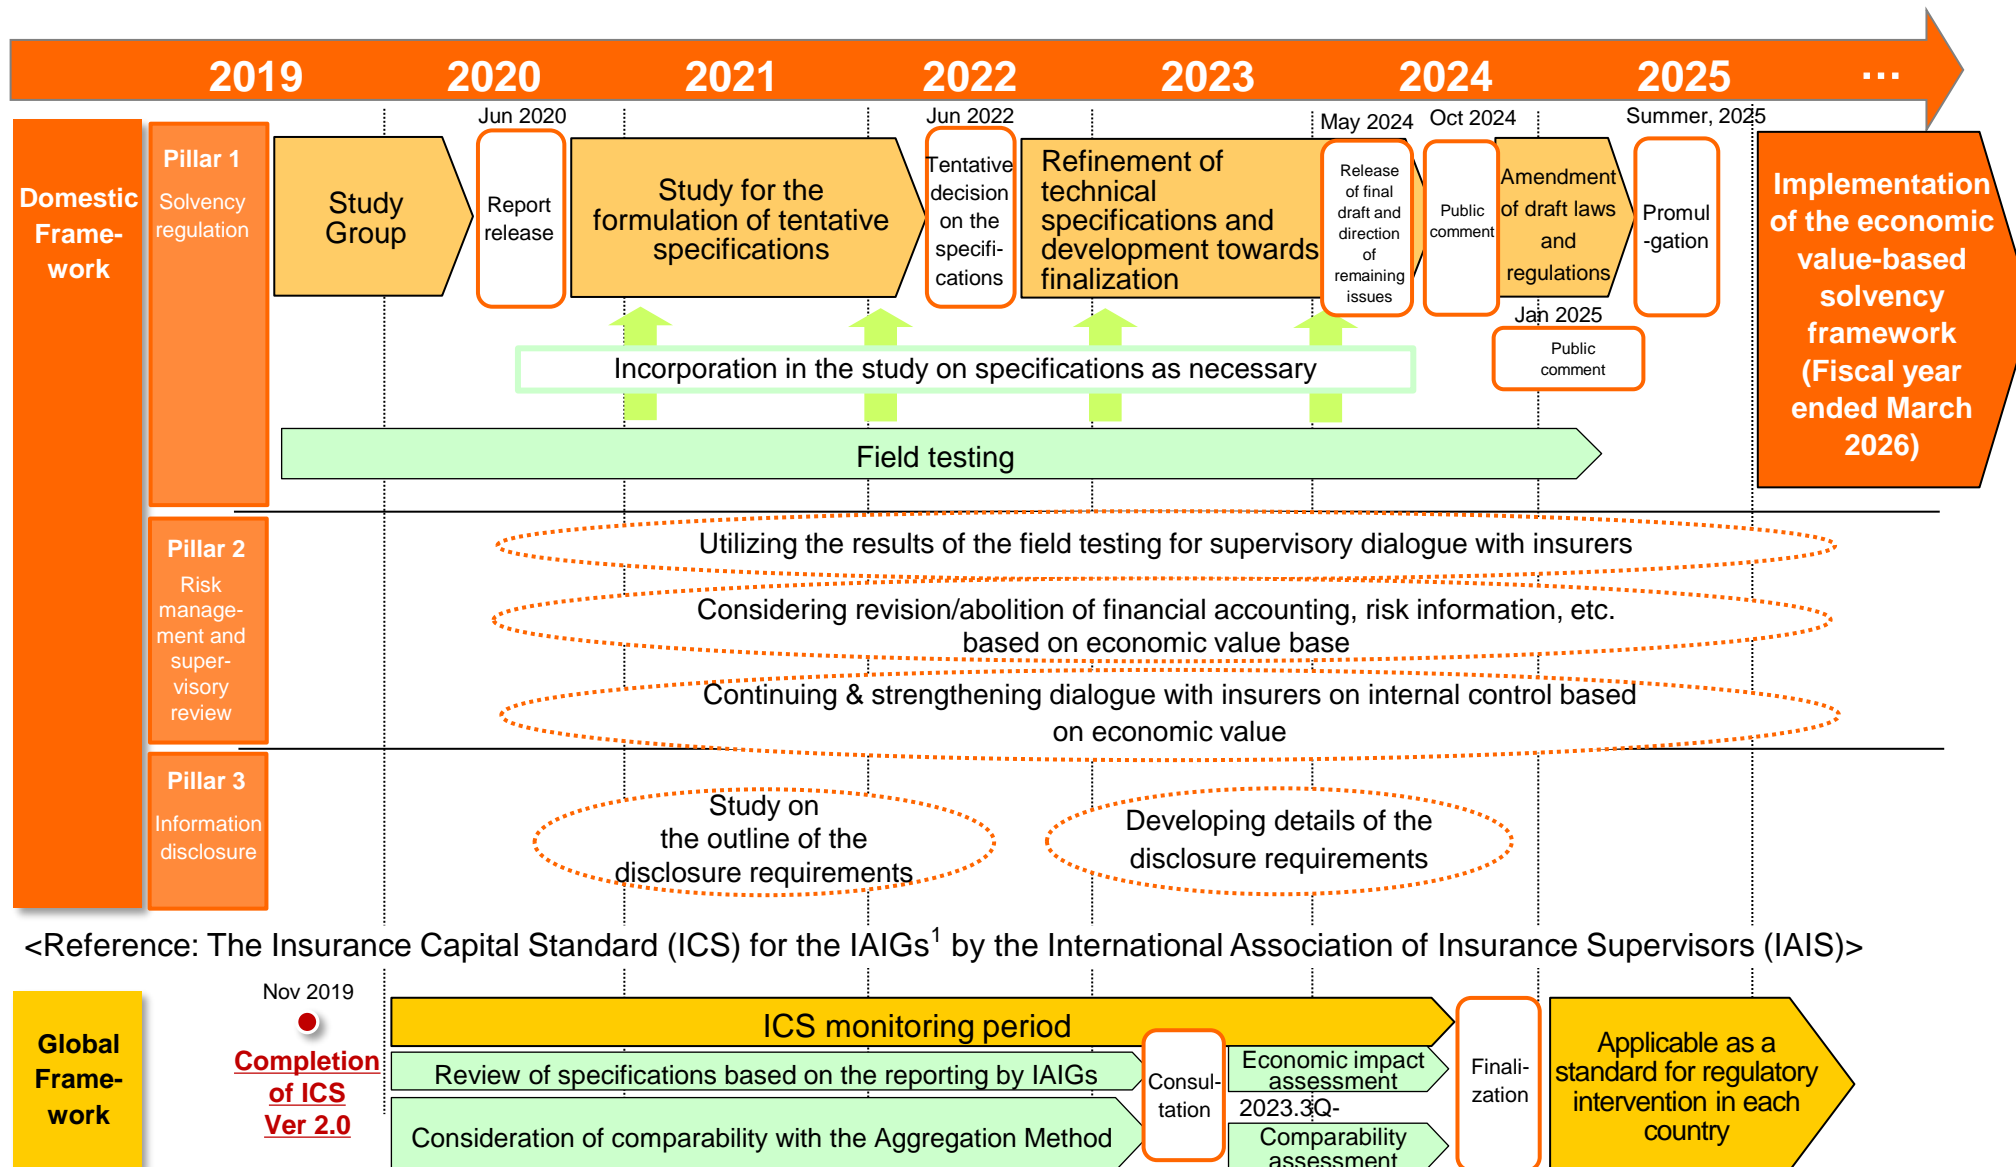 2019
2020
2021
2022
2023
2024
2025
...
Domestic
Frame-
work
Pillar 1
Solvency
regulation
Study
Group
Jun 2020
Report
release
Study for the
formulation of tentative
specifications
Jun 2022
Tentative
decision
on the
specifi-
cations
Refinement of
technical
specifications and
development towards
finalization
May 2024
Release
of final
draft and
direction
of
remaining
issues
Oct 2024
Public
comment
Amendment
of draft laws
and
regulations
Jan 2025
Public
comment
Summer, 2025
Promul
-gation
Implementation
of the economic
value-based
solvency
framework
(Fiscal year
ended March
2026)
Incorporation in the study on specifications as necessary
Field testing
Pillar 2
Risk
manage-
ment and
super-
visory
review
Utilizing the results of the field testing for supervisory dialogue with insurers
Considering revision/abolition of financial accounting, risk information, etc.
based on economic value base
Continuing & strengthening dialogue with insurers on internal control based
on economic value
Pillar 3
Information
disclosure
Study on
the outline of the
disclosure requirements
Developing details of the
disclosure requirements
<Reference: The Insurance Capital Standard (ICS) for the IAIGs1 by the International Association of Insurance Supervisors (IAIS)>
Global
Frame-
work
Nov 2019
Completion
of ICS
Ver 2.0
ICS monitoring period
Review of specifications based on the reporting by IAIGs
Consideration of comparability with the Aggregation Method
Consul-
tation
Economic impact
assessment
2023.3Q-
Comparability
assessment
Finali-
zation
Applicable as a
standard for regulatory
intervention in each
country